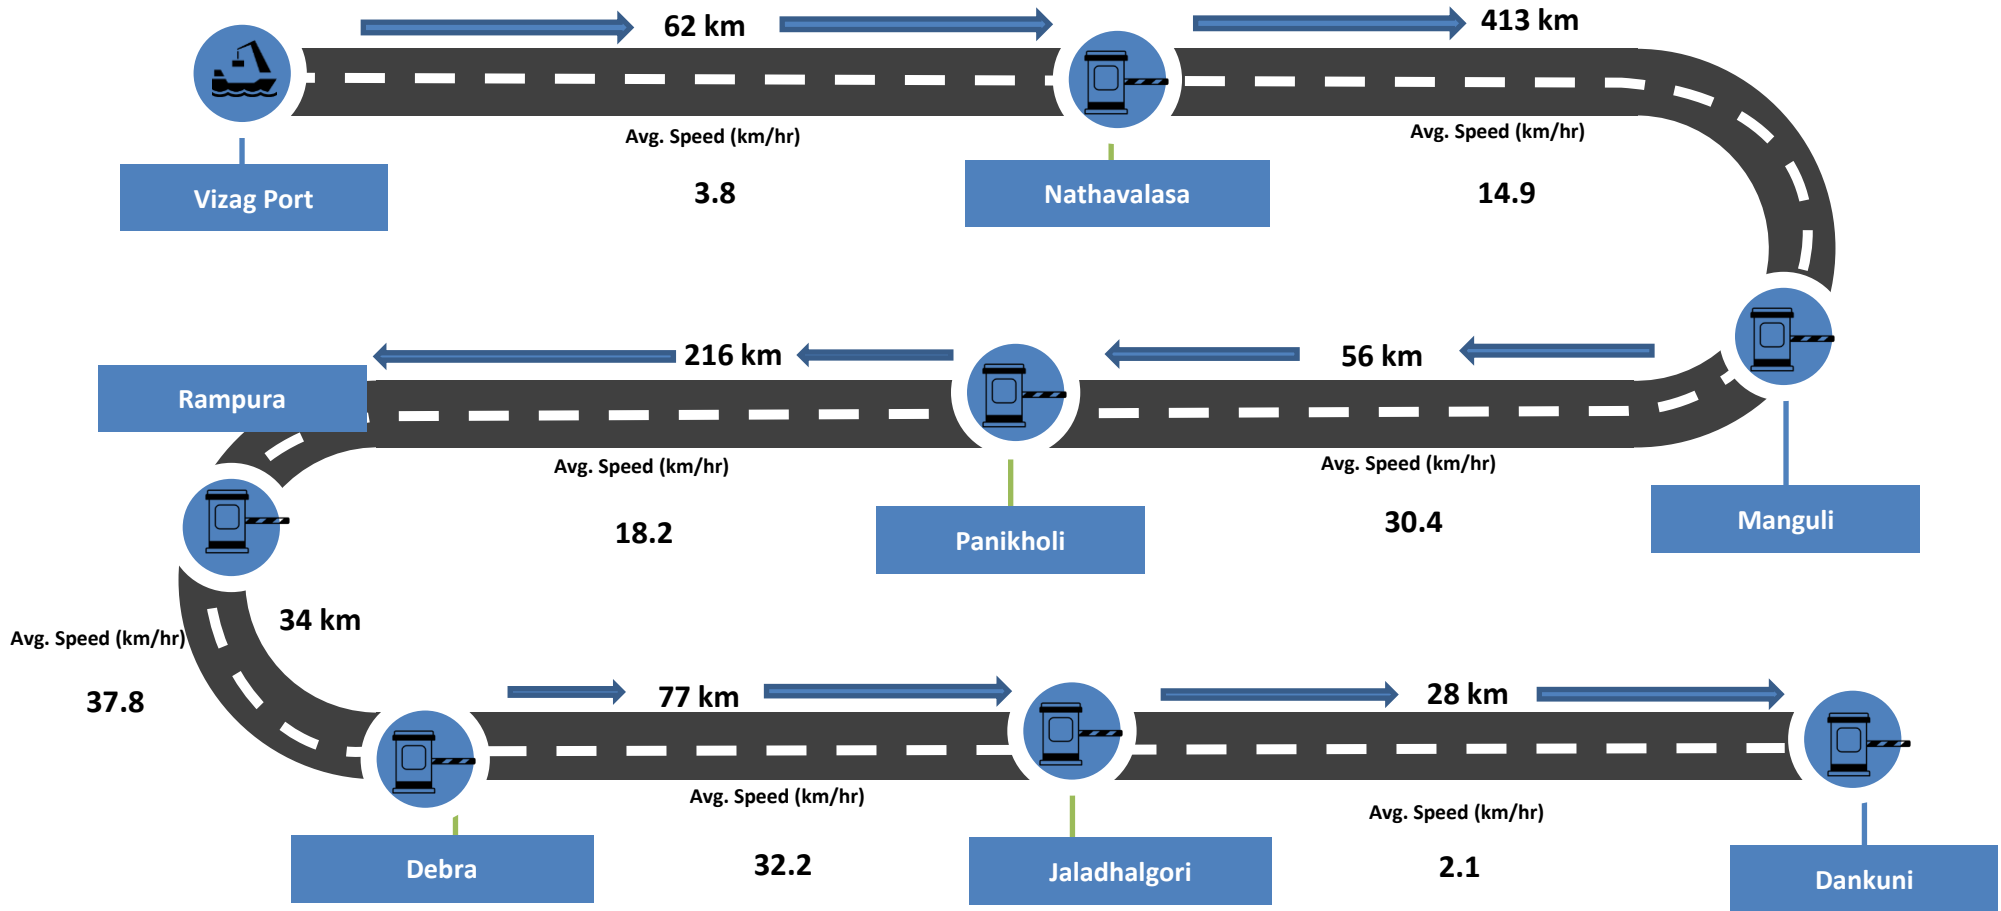 62 km
413 km
Avg. Speed (km/hr)
Avg. Speed (km/hr)
Vizag Port
3.8
Nathavalasa
14.9
216 km
56 km
Rampura
Avg. Speed (km/hr)
Avg. Speed (km/hr)
18.2
Panikholi
30.4
Manguli
34 km
Avg. Speed (km/hr)
37.8
77 km
28 km
Avg. Speed (km/hr)
Avg. Speed (km/hr)
Debra
32.2
Jaladhalgori
2.1
Dankuni